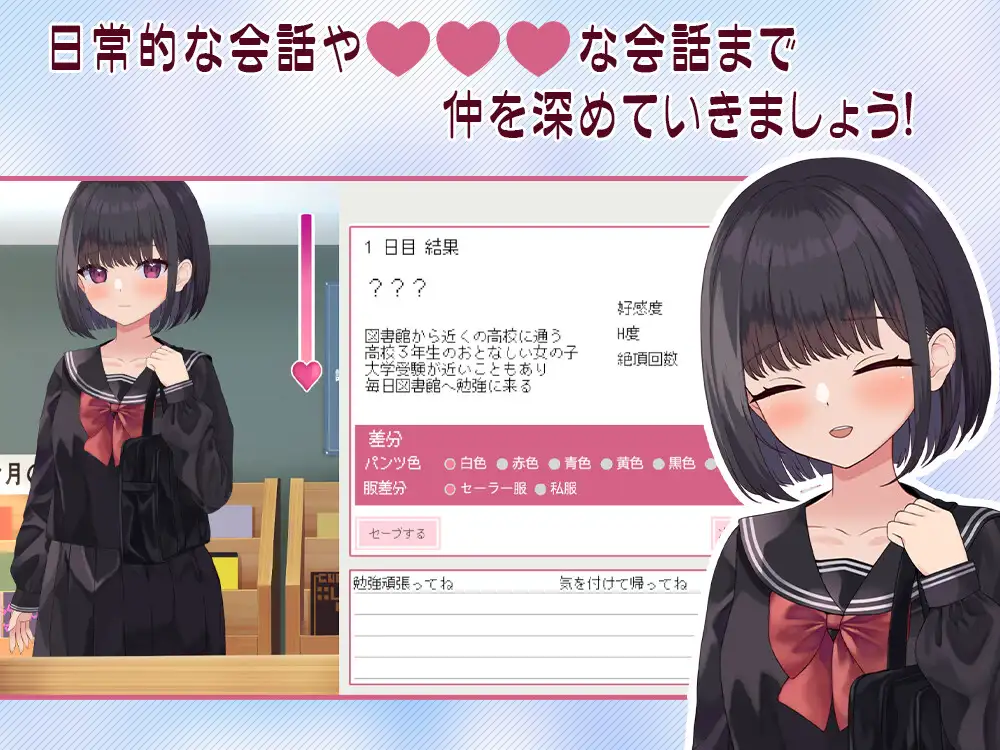 日常的な会話や♥♥♥な会話まで
仲を深めていきましょう!
1 日目 結果
???
好感度
H度
絶頂回数
図書館から近くの高校に通う
高校3年生のおとなしい女の子
大学受験が近いこともあり
毎日図書館へ勉強に来る
差分
パンツ色 白色 赤色 青色 黄色 黒色
服差分 セーラー服 私服
セーブする
勉強頑張ってね 気を付けて帰ってね
月の